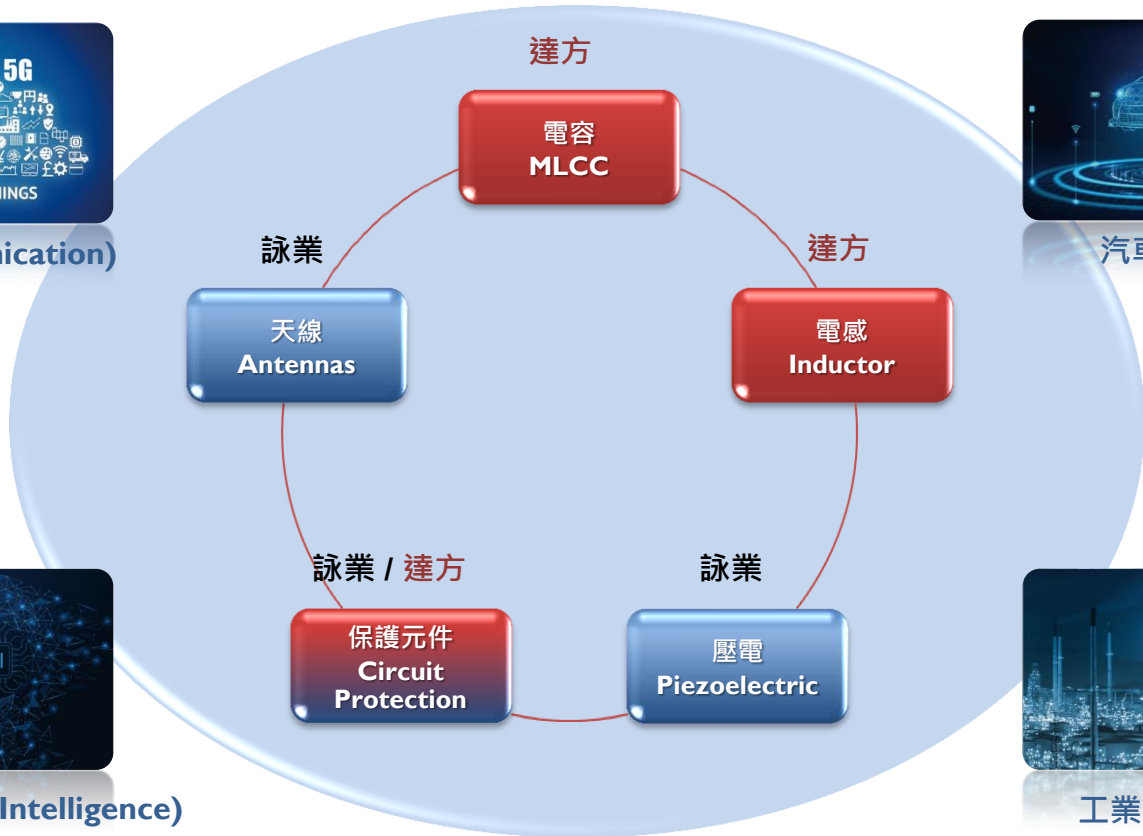 達方
5G
電容
MLCC
INGS
nication)
詠業
達方
汽車
天線
Antennas
電感
Inductor
詠業 / 達方
詠業
保護元件
Circuit
Protection
壓電
Piezoelectric
Intelligence)
工業